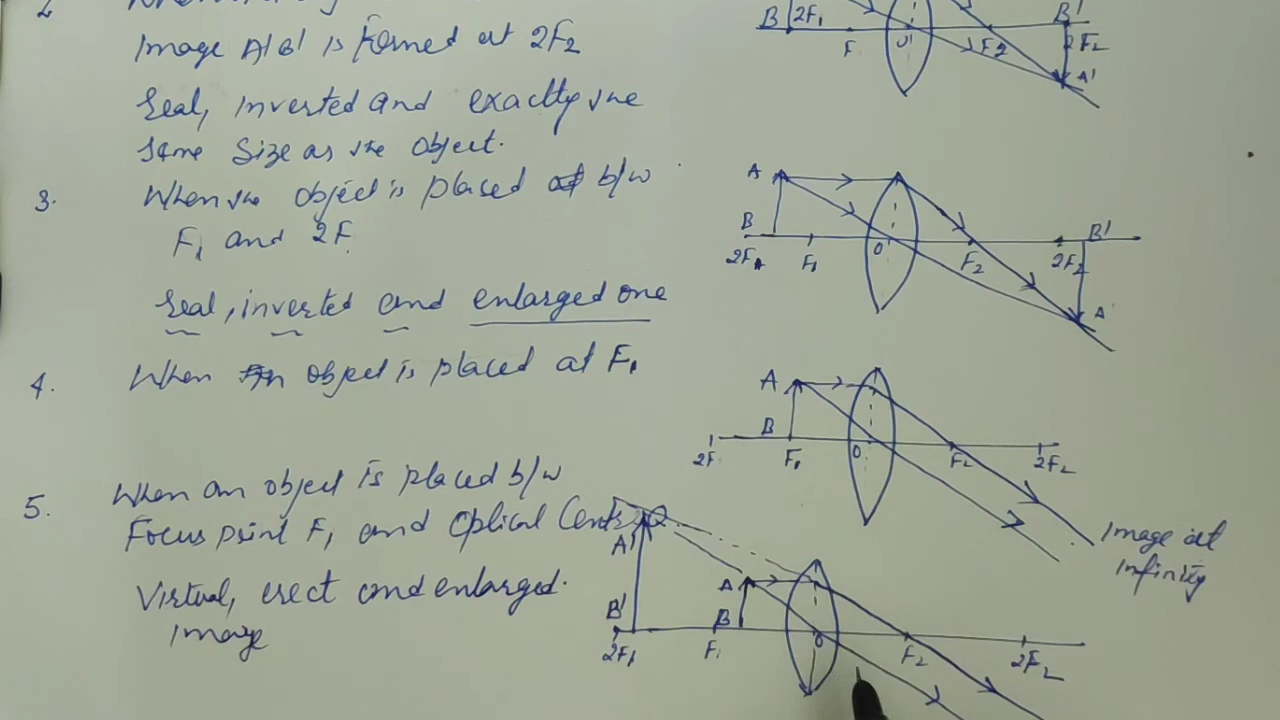 2.
Image A'B' is formed at 2F2
real, inverted and exactly the
same size as the object.
3. When the object is placed at b/w
F1 and 2F
real, inverted and enlarged one
4. When an object is placed at F1
5. When an object is placed b/w
Focus point F1 and optical Centre
Virtual, erect and enlarged.
image
B 2F1 F O F2 B' 2F2
A'
A
B O B'
2F1 F1 F2 2F2
A'
A
B
2F F1 O F2 2F2
Image at
infinity
A'
A
B' B
2F1 F1 O F2 2F2